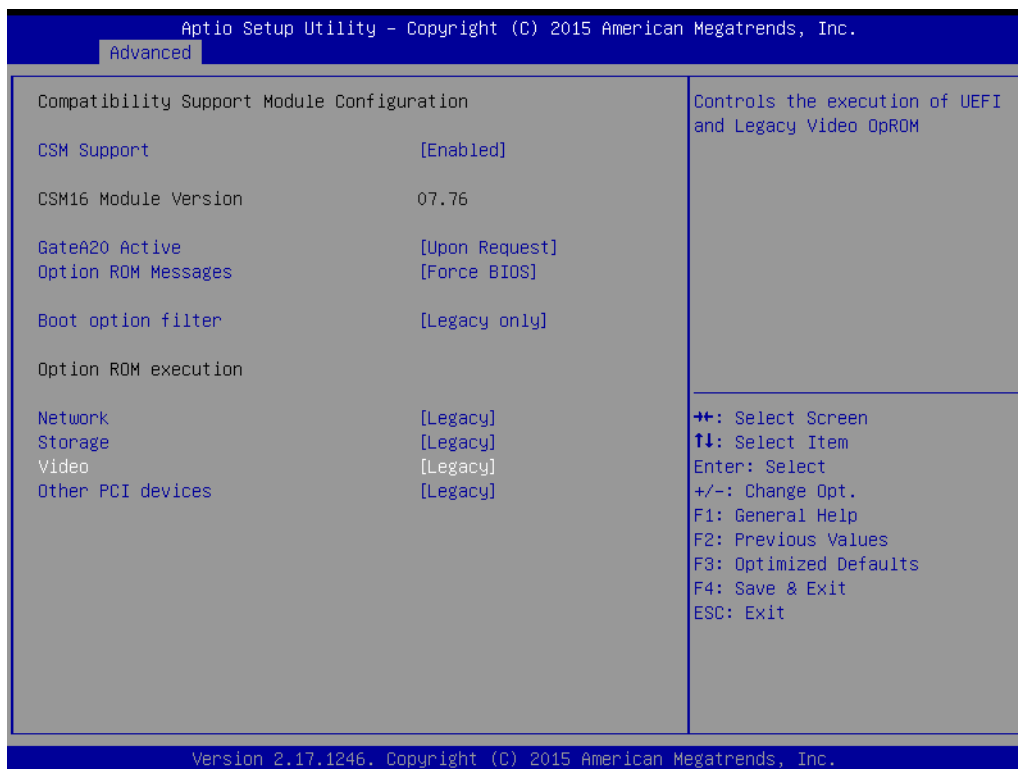 Aptio Setup Utility – Copyright (C) 2015 American Megatrends, Inc.
Advanced
Compatibility Support Module Configuration
CSM Support [Enabled]
CSM16 Module Version 07.76
GateA20 Active [Upon Request]
Option ROM Messages [Force BIOS]
Boot option filter [Legacy only]
Option ROM execution
Network [Legacy]
Storage [Legacy]
Video [Legacy]
Other PCI devices [Legacy]
Controls the execution of UEFI
and Legacy Video OpROM
→←: Select Screen
↑↓: Select Item
Enter: Select
+/-: Change Opt.
F1: General Help
F2: Previous Values
F3: Optimized Defaults
F4: Save & Exit
ESC: Exit
Version 2.17.1246. Copyright (C) 2015 American Megatrends, Inc.